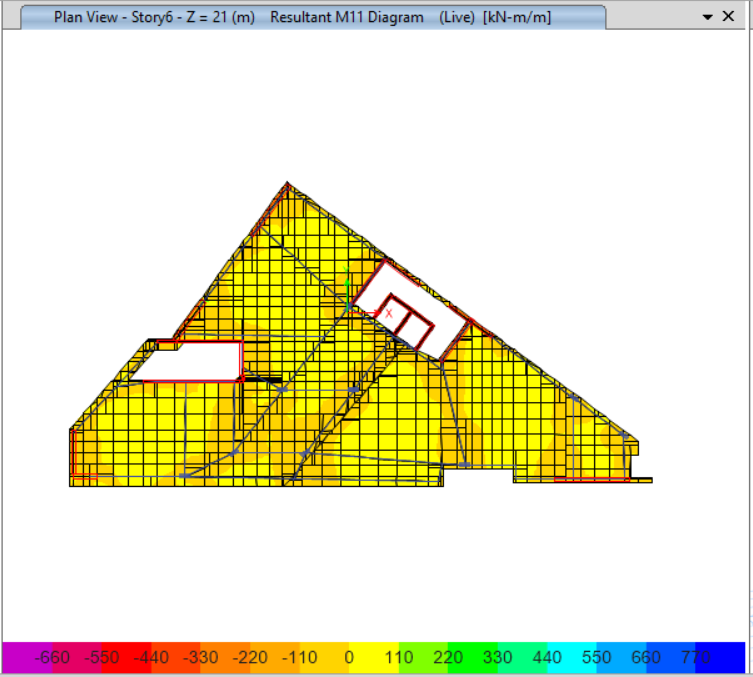 Plan View - Story6 - Z = 21 (m) Resultant M11 Diagram (Live) [kN-m/m]
X
-660 -550 -440 -330 -220 -110 0 110 220 330 440 550 660 770